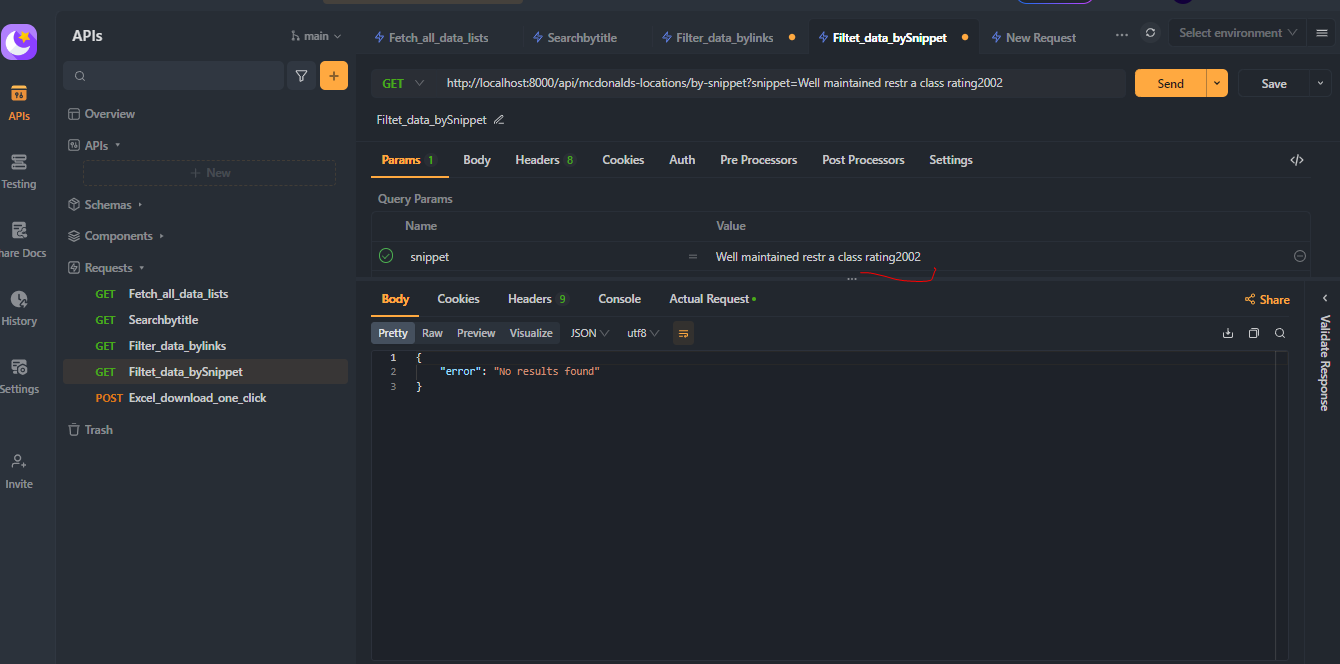 APIs
main
Fetch_all_data_lists
Searchbytitle
Filter_data_bylinks
Filtet_data_bySnippet
New Request
Select environment
APIs
Testing
hare Docs
History
Settings
Invite
Overview
APIs
New
Schemas
Components
Requests
GET Fetch_all_data_lists
GET Searchbytitle
GET Filter_data_bylinks
GET Filtet_data_bySnippet
POST Excel_download_one_click
Trash
GET http://localhost:8000/api/mcdonalds-locations/by-snippet?snippet=Well maintained restr a class rating2002
Send
Save
Filtet_data_bySnippet
Params 1 Body Headers 8 Cookies Auth Pre Processors Post Processors Settings
Query Params
Name Value
snippet = Well maintained restr a class rating2002
Body Cookies Headers 9 Console Actual Request
Share
Pretty Raw Preview Visualize JSON utf8
1 {
2 "error": "No results found"
3 }
Validate Response